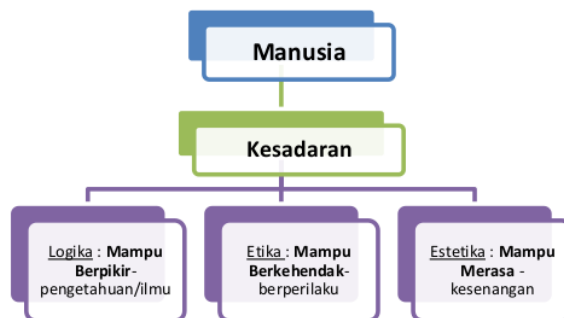 Manusia
Kesadaran
Logika : Mampu
Berpikir-
pengetahuan/ilmu
Etika : Mampu
Berkehendak-
berperilaku
Estetika : Mampu
Merasa -
kesenangan